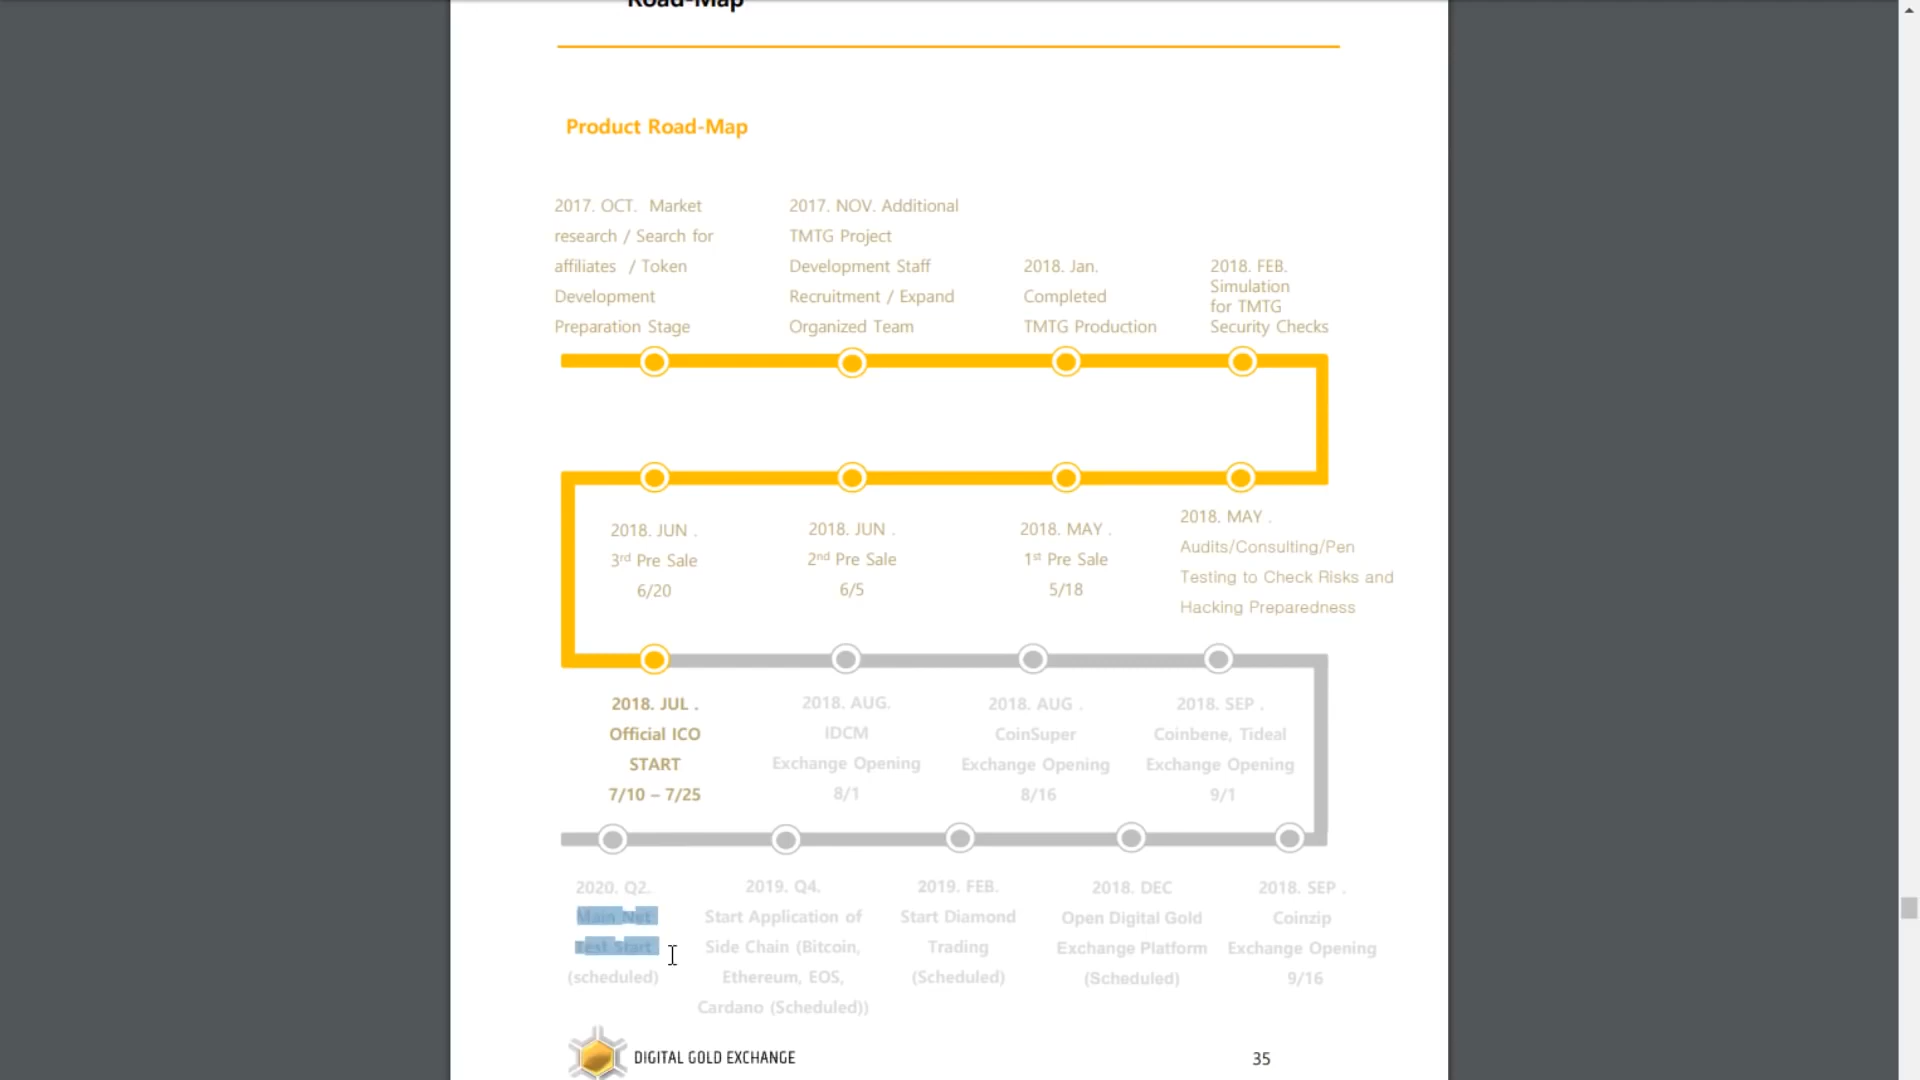 Road-Map
Product Road-Map
2017. OCT. Market
research / Search for
affiliates / Token
Development
Preparation Stage
2017. NOV. Additional
TMTG Project
Development Staff
Recruitment / Expand
Organized Team
2018. Jan.
Completed
TMTG Production
2018. FEB.
Simulation
for TMTG
Security Checks
2018. JUN .
3rd Pre Sale
6/20
2018. JUN .
2nd Pre Sale
6/5
2018. MAY .
1st Pre Sale
5/18
2018. MAY .
Audits/Consulting/Pen
Testing to Check Risks and
Hacking Preparedness
2018. JUL .
Official ICO
START
7/10 – 7/25
2018. AUG.
IDCM
Exchange Opening
8/1
2018. AUG .
CoinSuper
Exchange Opening
8/16
2018. SEP .
Coinbene, Tideal
Exchange Opening
9/1
2020. Q2.
Main Net
Test Start
(scheduled)
2019. Q4.
Start Application of
Side Chain (Bitcoin,
Ethereum, EOS,
Cardano (Scheduled))
2019. FEB.
Start Diamond
Trading
(Scheduled)
2018. DEC
Open Digital Gold
Exchange Platform
(Scheduled)
2018. SEP .
Coinzip
Exchange Opening
9/16
DIGITAL GOLD EXCHANGE
35